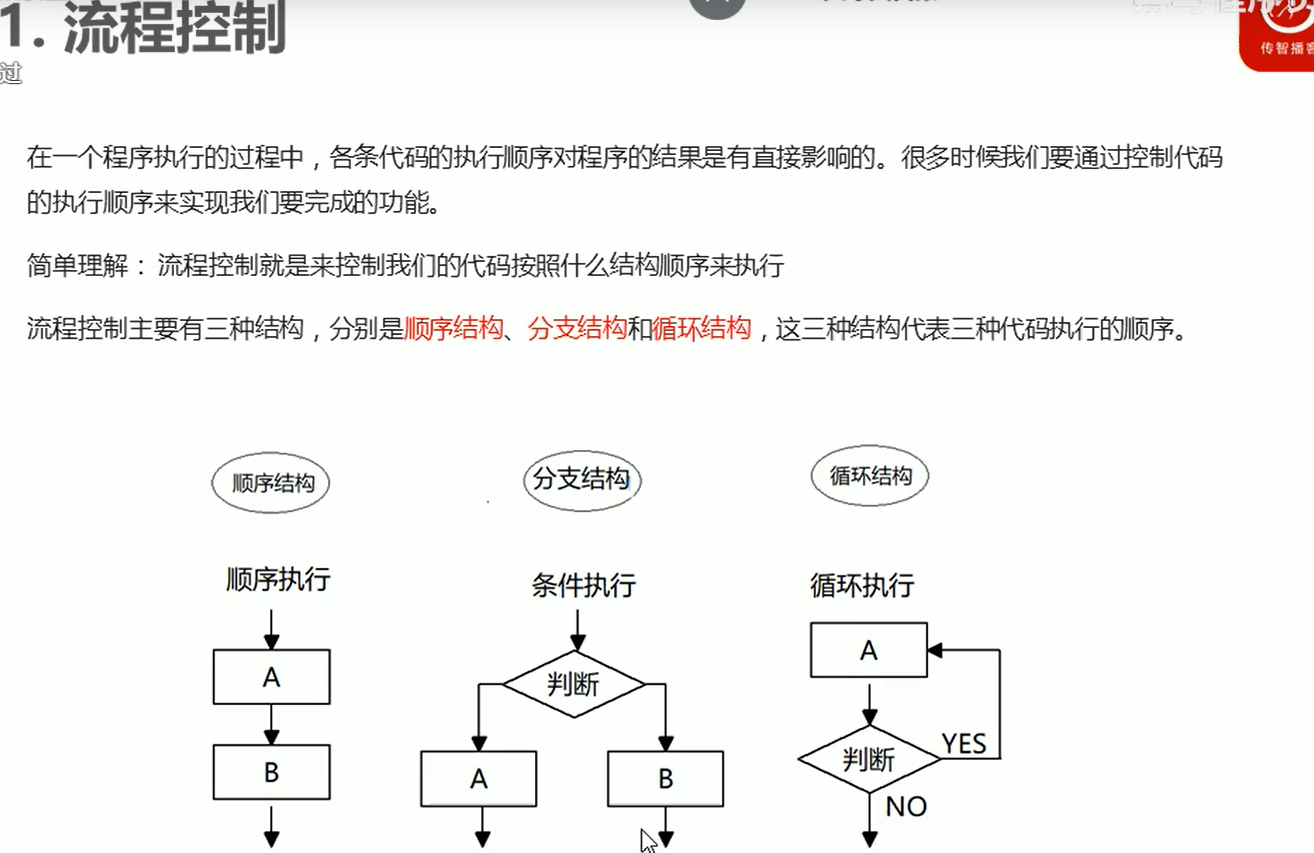 1. 流程控制
过
传智播客
在一个程序执行的过程中，各条代码的执行顺序对程序的结果是有直接影响的。很多时候我们要通过控制代码
的执行顺序来实现我们要完成的功能。
简单理解： 流程控制就是来控制我们的代码按照什么结构顺序来执行
流程控制主要有三种结构，分别是顺序结构、分支结构和循环结构，这三种结构代表三种代码执行的顺序。
顺序结构
分支结构
循环结构
顺序执行
条件执行
循环执行
A
A
判断
B
判断
YES
A
B
NO